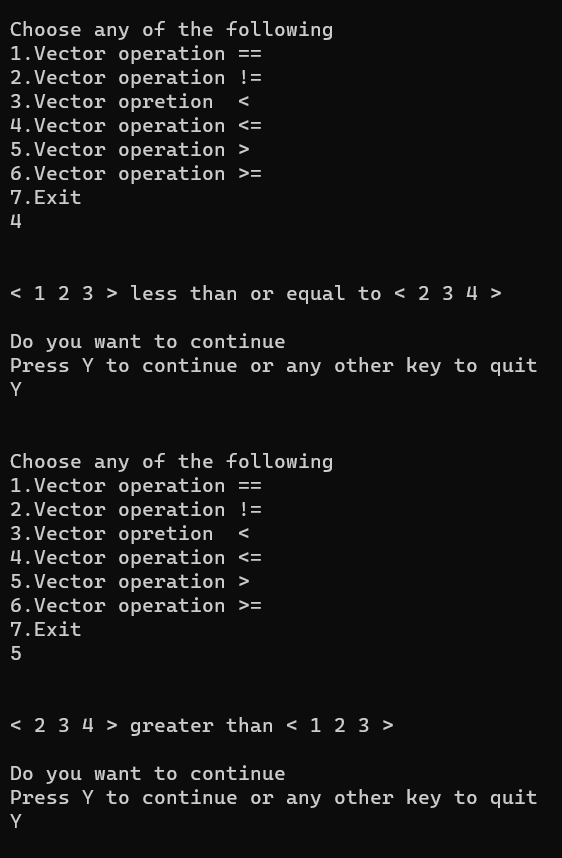 Choose any of the following
1.Vector operation ==
2.Vector operation !=
3.Vector opretion  <
4.Vector operation <=
5.Vector operation >
6.Vector operation >=
7.Exit
4
< 1 2 3 > less than or equal to < 2 3 4 >
Do you want to continue
Press Y to continue or any other key to quit
Y
Choose any of the following
1.Vector operation ==
2.Vector operation !=
3.Vector opretion  <
4.Vector operation <=
5.Vector operation >
6.Vector operation >=
7.Exit
5
< 2 3 4 > greater than < 1 2 3 >
Do you want to continue
Press Y to continue or any other key to quit
Y